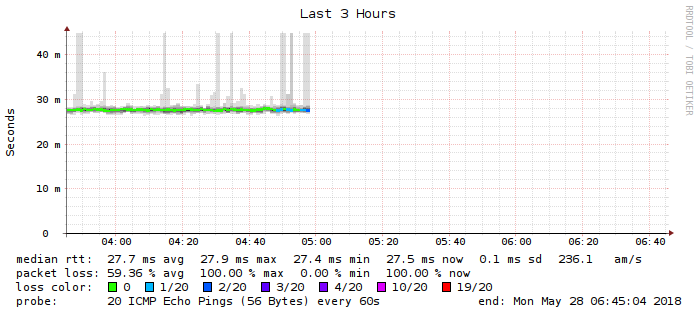 Last 3 Hours
RRDTOOL / TOBI OETIKER
Seconds
40 m
30 m
20 m
10 m
0
04:00 04:20 04:40 05:00 05:20 05:40 06:00 06:20 06:40
median rtt: 27.7 ms avg 27.9 ms max 27.4 ms min 27.5 ms now 0.1 ms sd 236.1 am/s
packet loss: 59.36 % avg 100.00 % max 0.00 % min 100.00 % now
loss color: 0 1/20 2/20 3/20 4/20 10/20 19/20
probe: 20 ICMP Echo Pings (56 Bytes) every 60s end: Mon May 28 06:45:04 2018